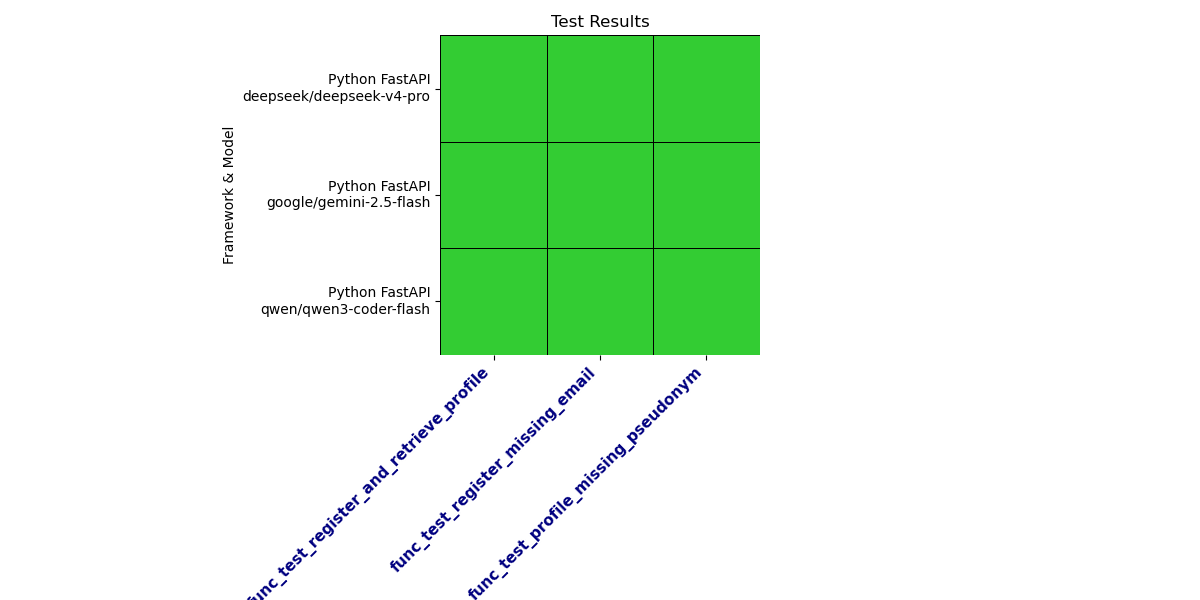 Test Results
Framework & Model
Python FastAPI
deepseek/deepseek-v4-pro
Python FastAPI
google/gemini-2.5-flash
Python FastAPI
qwen/qwen3-coder-flash
func_test_register_and_retrieve_profile
func_test_register_missing_email
func_test_profile_missing_pseudonym